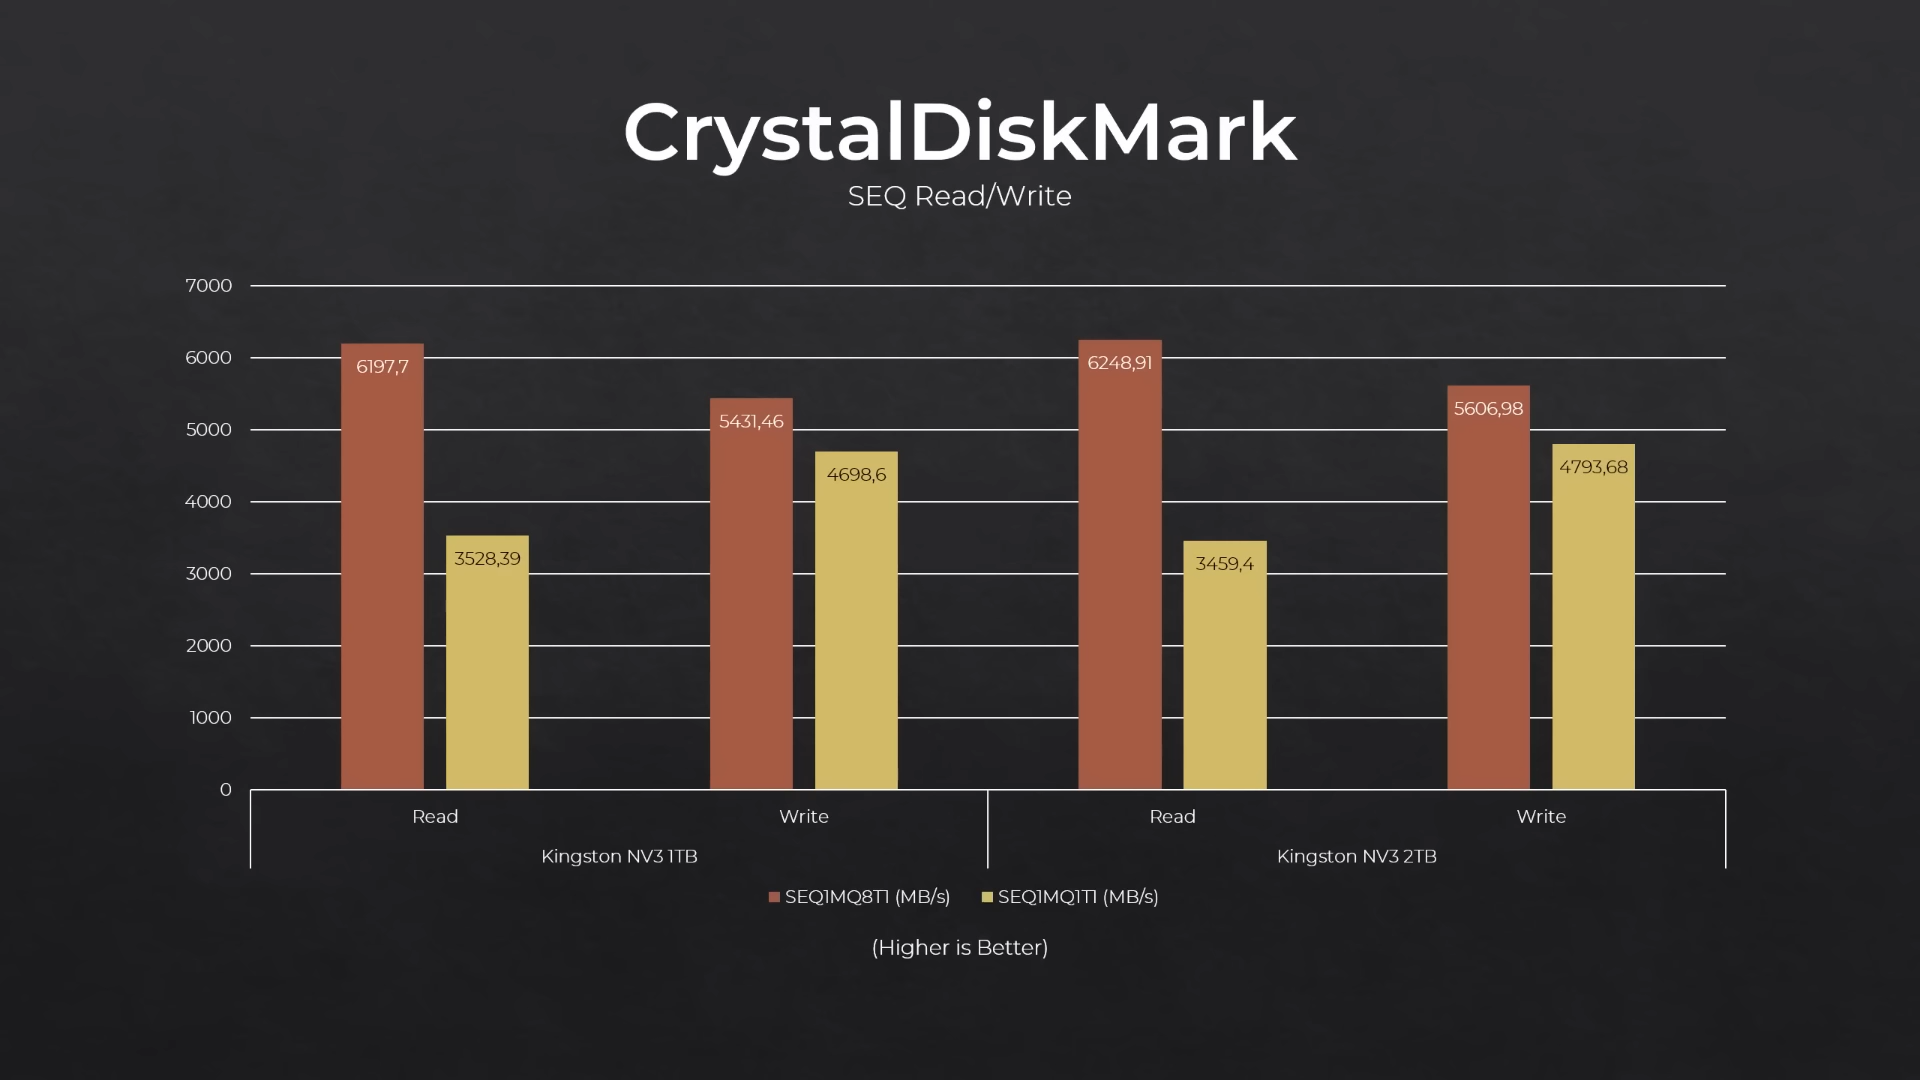 CrystalDiskMark
SEQ Read/Write
7000
6000
5000
4000
3000
2000
1000
0
6197,7
3528,39
5431,46
4698,6
6248,91
3459,4
5606,98
4793,68
Read
Write
Read
Write
Kingston NV3 1TB
Kingston NV3 2TB
SEQ1MQ8T1 (MB/s)
SEQ1MQ1T1 (MB/s)
(Higher is Better)